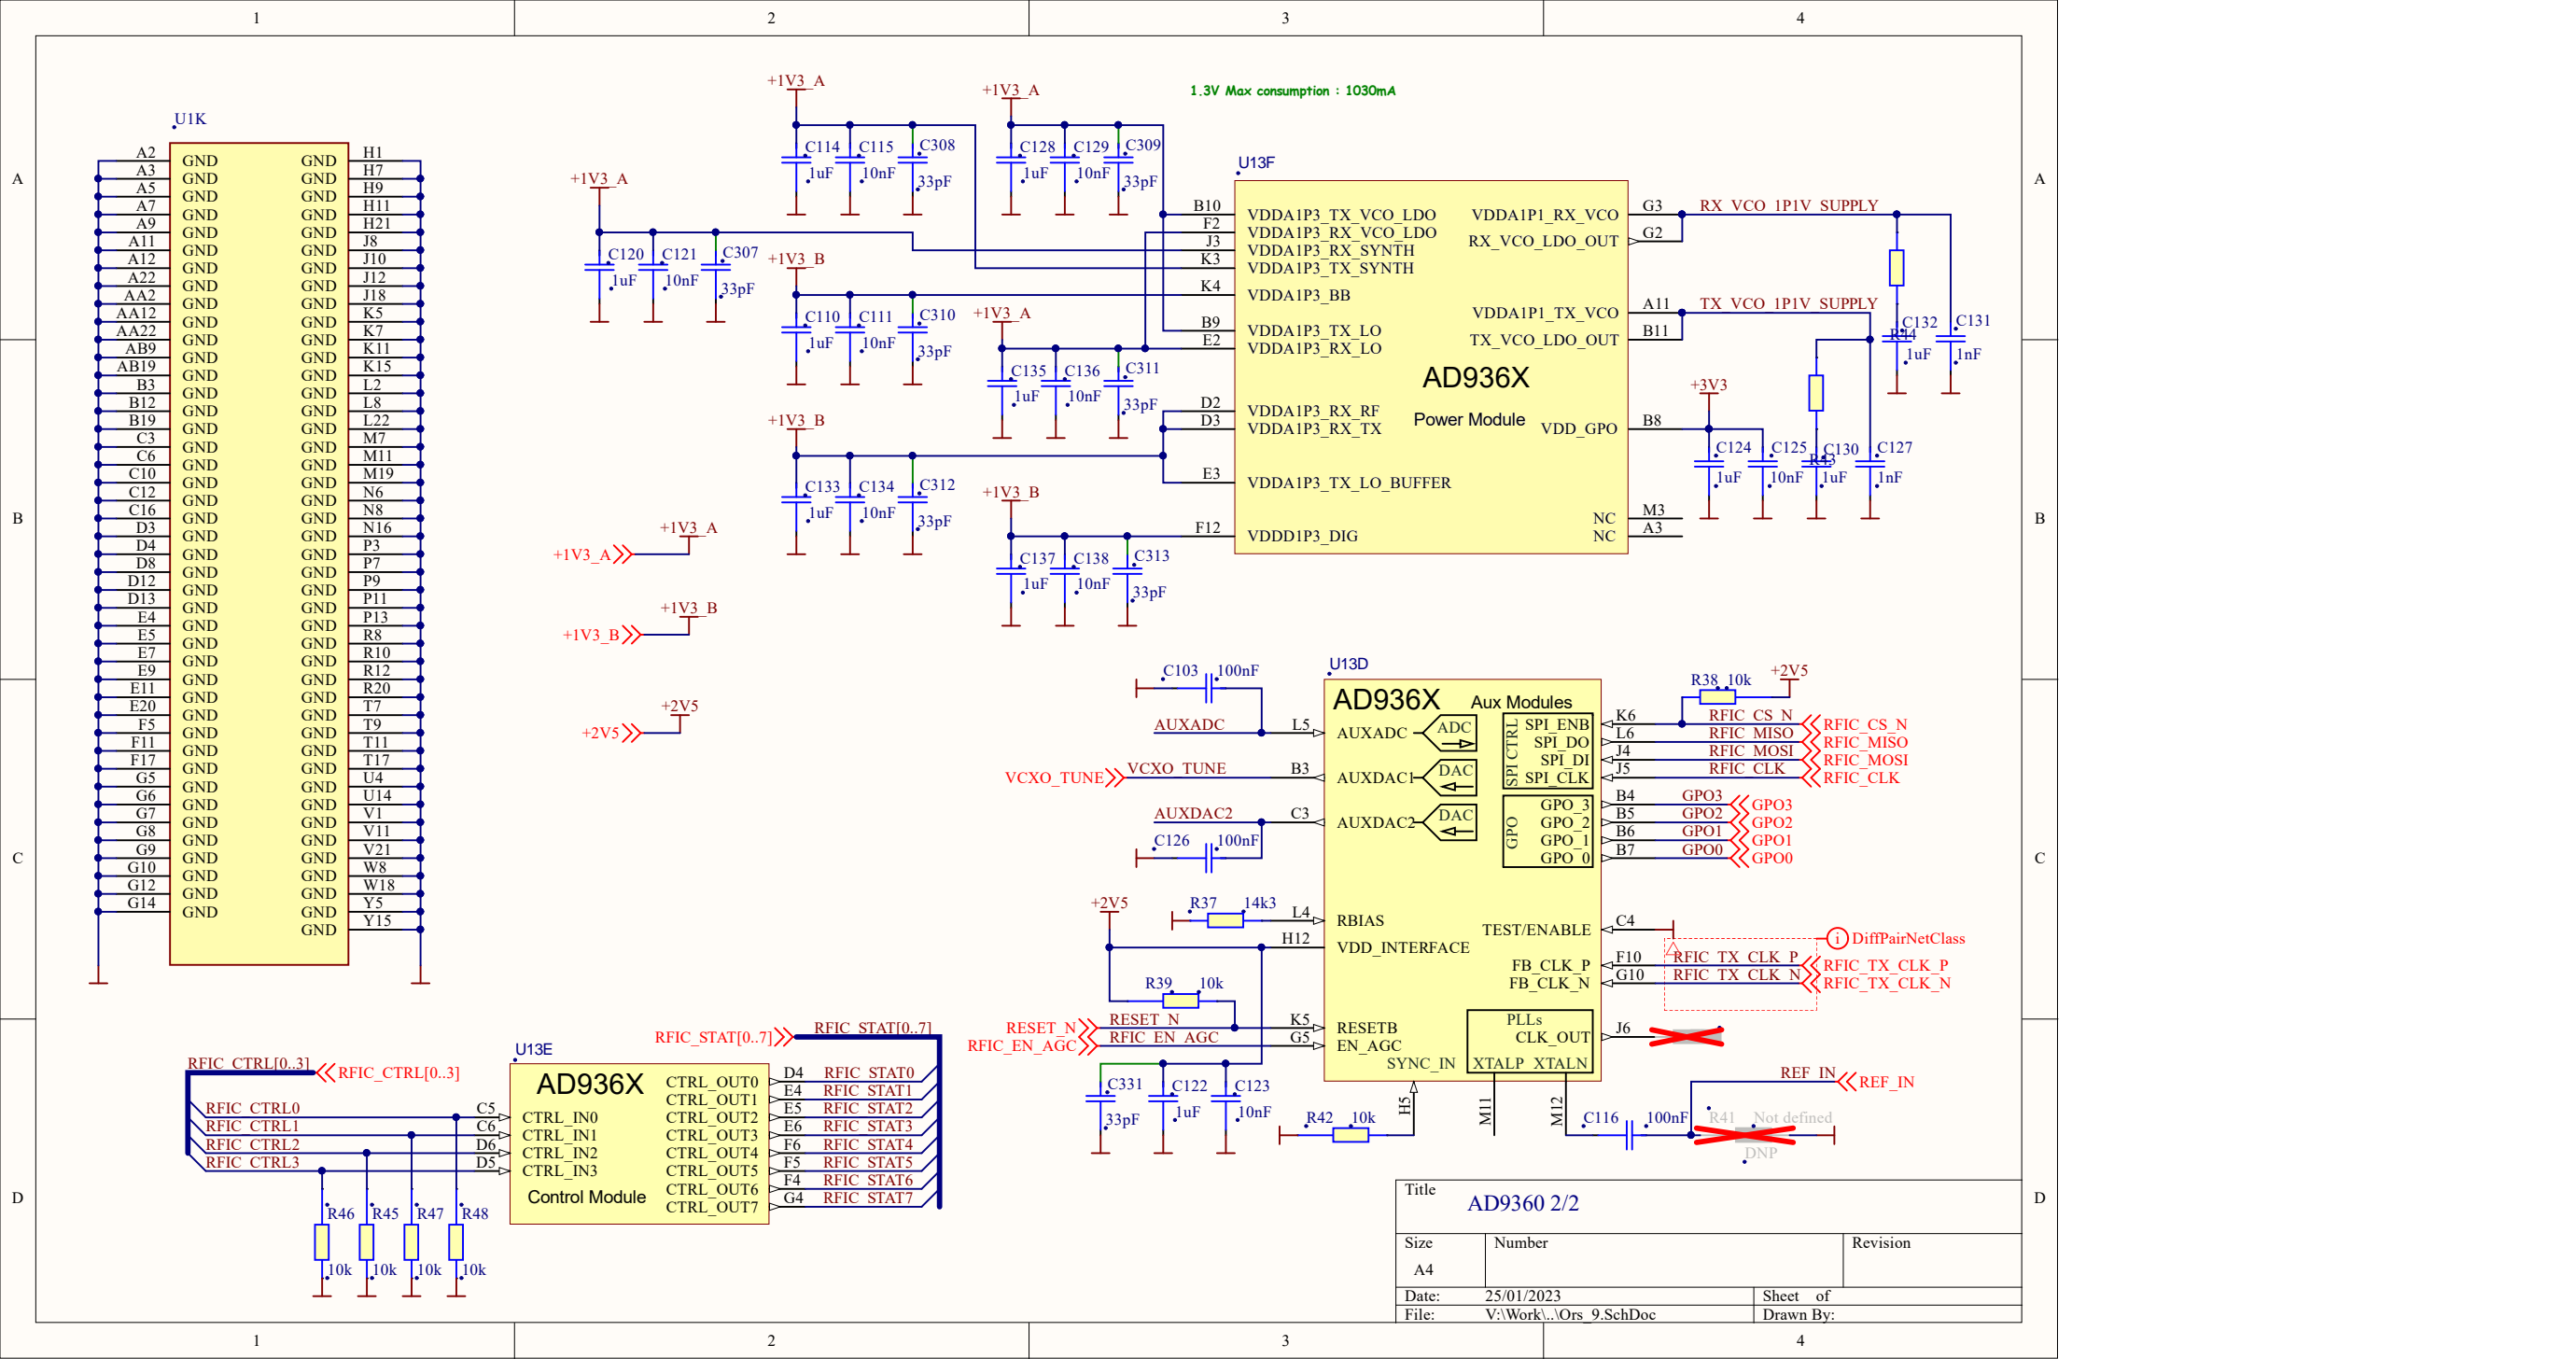 1 2 3 4
A A
B B
C C
D D
1 2 3 4
U1K
A2 GND GND H1
A3 GND GND H7
A5 GND GND H9
A7 GND GND H11
A9 GND GND H21
A11 GND GND J8
A12 GND GND J10
A22 GND GND J12
AA2 GND GND J18
AA12 GND GND K5
AA22 GND GND K7
AB9 GND GND K11
AB19 GND GND K15
B3 GND GND L2
B12 GND GND L8
B19 GND GND L22
C3 GND GND M7
C6 GND GND M11
C10 GND GND M19
C12 GND GND N6
C16 GND GND N8
D3 GND GND N16
D4 GND GND P3
D8 GND GND P7
D12 GND GND P9
D13 GND GND P11
E4 GND GND P13
E5 GND GND R8
E7 GND GND R10
E9 GND GND R12
E11 GND GND R20
E20 GND GND T7
F5 GND GND T9
F11 GND GND T11
F17 GND GND T17
G5 GND GND U4
G6 GND GND U14
G7 GND GND V1
G8 GND GND V11
G9 GND GND V21
G10 GND GND W8
G12 GND GND W18
G14 GND GND Y5
GND Y15
+1V3_A
C120 C121 C307
1uF 10nF 33pF
+1V3_A
C114 C115 C308
1uF 10nF 33pF
+1V3_A
C128 C129 C309
1uF 10nF 33pF
+1V3_B
C110 C111 C310
1uF 10nF 33pF
+1V3_A
C135 C136 C311
1uF 10nF 33pF
+1V3_B
C133 C134 C312
1uF 10nF 33pF
+1V3_B
C137 C138 C313
1uF 10nF 33pF
+1V3_A +1V3_A
+1V3_B +1V3_B
+2V5 +2V5
1.3V Max consumption : 1030mA
U13F
B10 VDDA1P3_TX_VCO_LDO
F2 VDDA1P3_RX_VCO_LDO
J3 VDDA1P3_RX_SYNTH
K3 VDDA1P3_TX_SYNTH
K4 VDDA1P3_BB
B9 VDDA1P3_TX_LO
E2 VDDA1P3_RX_LO
D2 VDDA1P3_RX_RF
D3 VDDA1P3_RX_TX
E3 VDDA1P3_TX_LO_BUFFER
F12 VDDD1P3_DIG
AD936X
Power Module
VDDA1P1_RX_VCO G3 RX_VCO_1P1V_SUPPLY
RX_VCO_LDO_OUT G2
VDDA1P1_TX_VCO A11 TX_VCO_1P1V_SUPPLY
TX_VCO_LDO_OUT B11
VDD_GPO B8
NC M3
NC A3
R44 C132 C131
1uF 1nF
+3V3
C124 C125 R43 C130 C127
1uF 10nF 1uF 1nF
U13D
AD936X Aux Modules
C103 100nF
AUXADC L5 AUXADC ADC
VCXO_TUNE VCXO_TUNE B3 AUXDAC1 DAC
AUXDAC2 C3 AUXDAC2 DAC
C126 100nF
R37 14k3 L4 RBIAS
+2V5 H12 VDD_INTERFACE
R39 10k
RESET_N RESET_N K5 RESETB
RFIC_EN_AGC RFIC_EN_AGC G5 EN_AGC
C331 C122 C123
33pF 1uF 10nF
SPI CTRL
SPI_ENB K6 RFIC_CS_N RFIC_CS_N
SPI_DO L6 RFIC_MISO RFIC_MISO
SPI_DI J4 RFIC_MOSI RFIC_MOSI
SPI_CLK J5 RFIC_CLK RFIC_CLK
R38 10k +2V5
GPO
GPO_3 B4 GPO3 GPO3
GPO_2 B5 GPO2 GPO2
GPO_1 B6 GPO1 GPO1
GPO_0 B7 GPO0 GPO0
TEST/ENABLE C4
i DiffPairNetClass
FB_CLK_P F10 RFIC_TX_CLK_P RFIC_TX_CLK_P
FB_CLK_N G10 RFIC_TX_CLK_N RFIC_TX_CLK_N
PLLs
CLK_OUT J6
SYNC_IN XTALP XTALN
H5 M11 M12
R42 10k
C116 100nF
REF_IN REF_IN
R41 Not defined
DNP
RFIC_STAT[0..7] RFIC_STAT[0..7]
RFIC_CTRL[0..3] RFIC_CTRL[0..3]
U13E
AD936X
Control Module
RFIC_CTRL0 C5 CTRL_IN0
RFIC_CTRL1 C6 CTRL_IN1
RFIC_CTRL2 D6 CTRL_IN2
RFIC_CTRL3 D5 CTRL_IN3
CTRL_OUT0 D4 RFIC_STAT0
CTRL_OUT1 E4 RFIC_STAT1
CTRL_OUT2 E5 RFIC_STAT2
CTRL_OUT3 E6 RFIC_STAT3
CTRL_OUT4 F6 RFIC_STAT4
CTRL_OUT5 F5 RFIC_STAT5
CTRL_OUT6 F4 RFIC_STAT6
CTRL_OUT7 G4 RFIC_STAT7
R46 R45 R47 R48
10k 10k 10k 10k
Title
AD9360 2/2
Size Number Revision
A4
Date: 25/01/2023 Sheet of
File: V:\Work\..\Ors_9.SchDoc Drawn By: